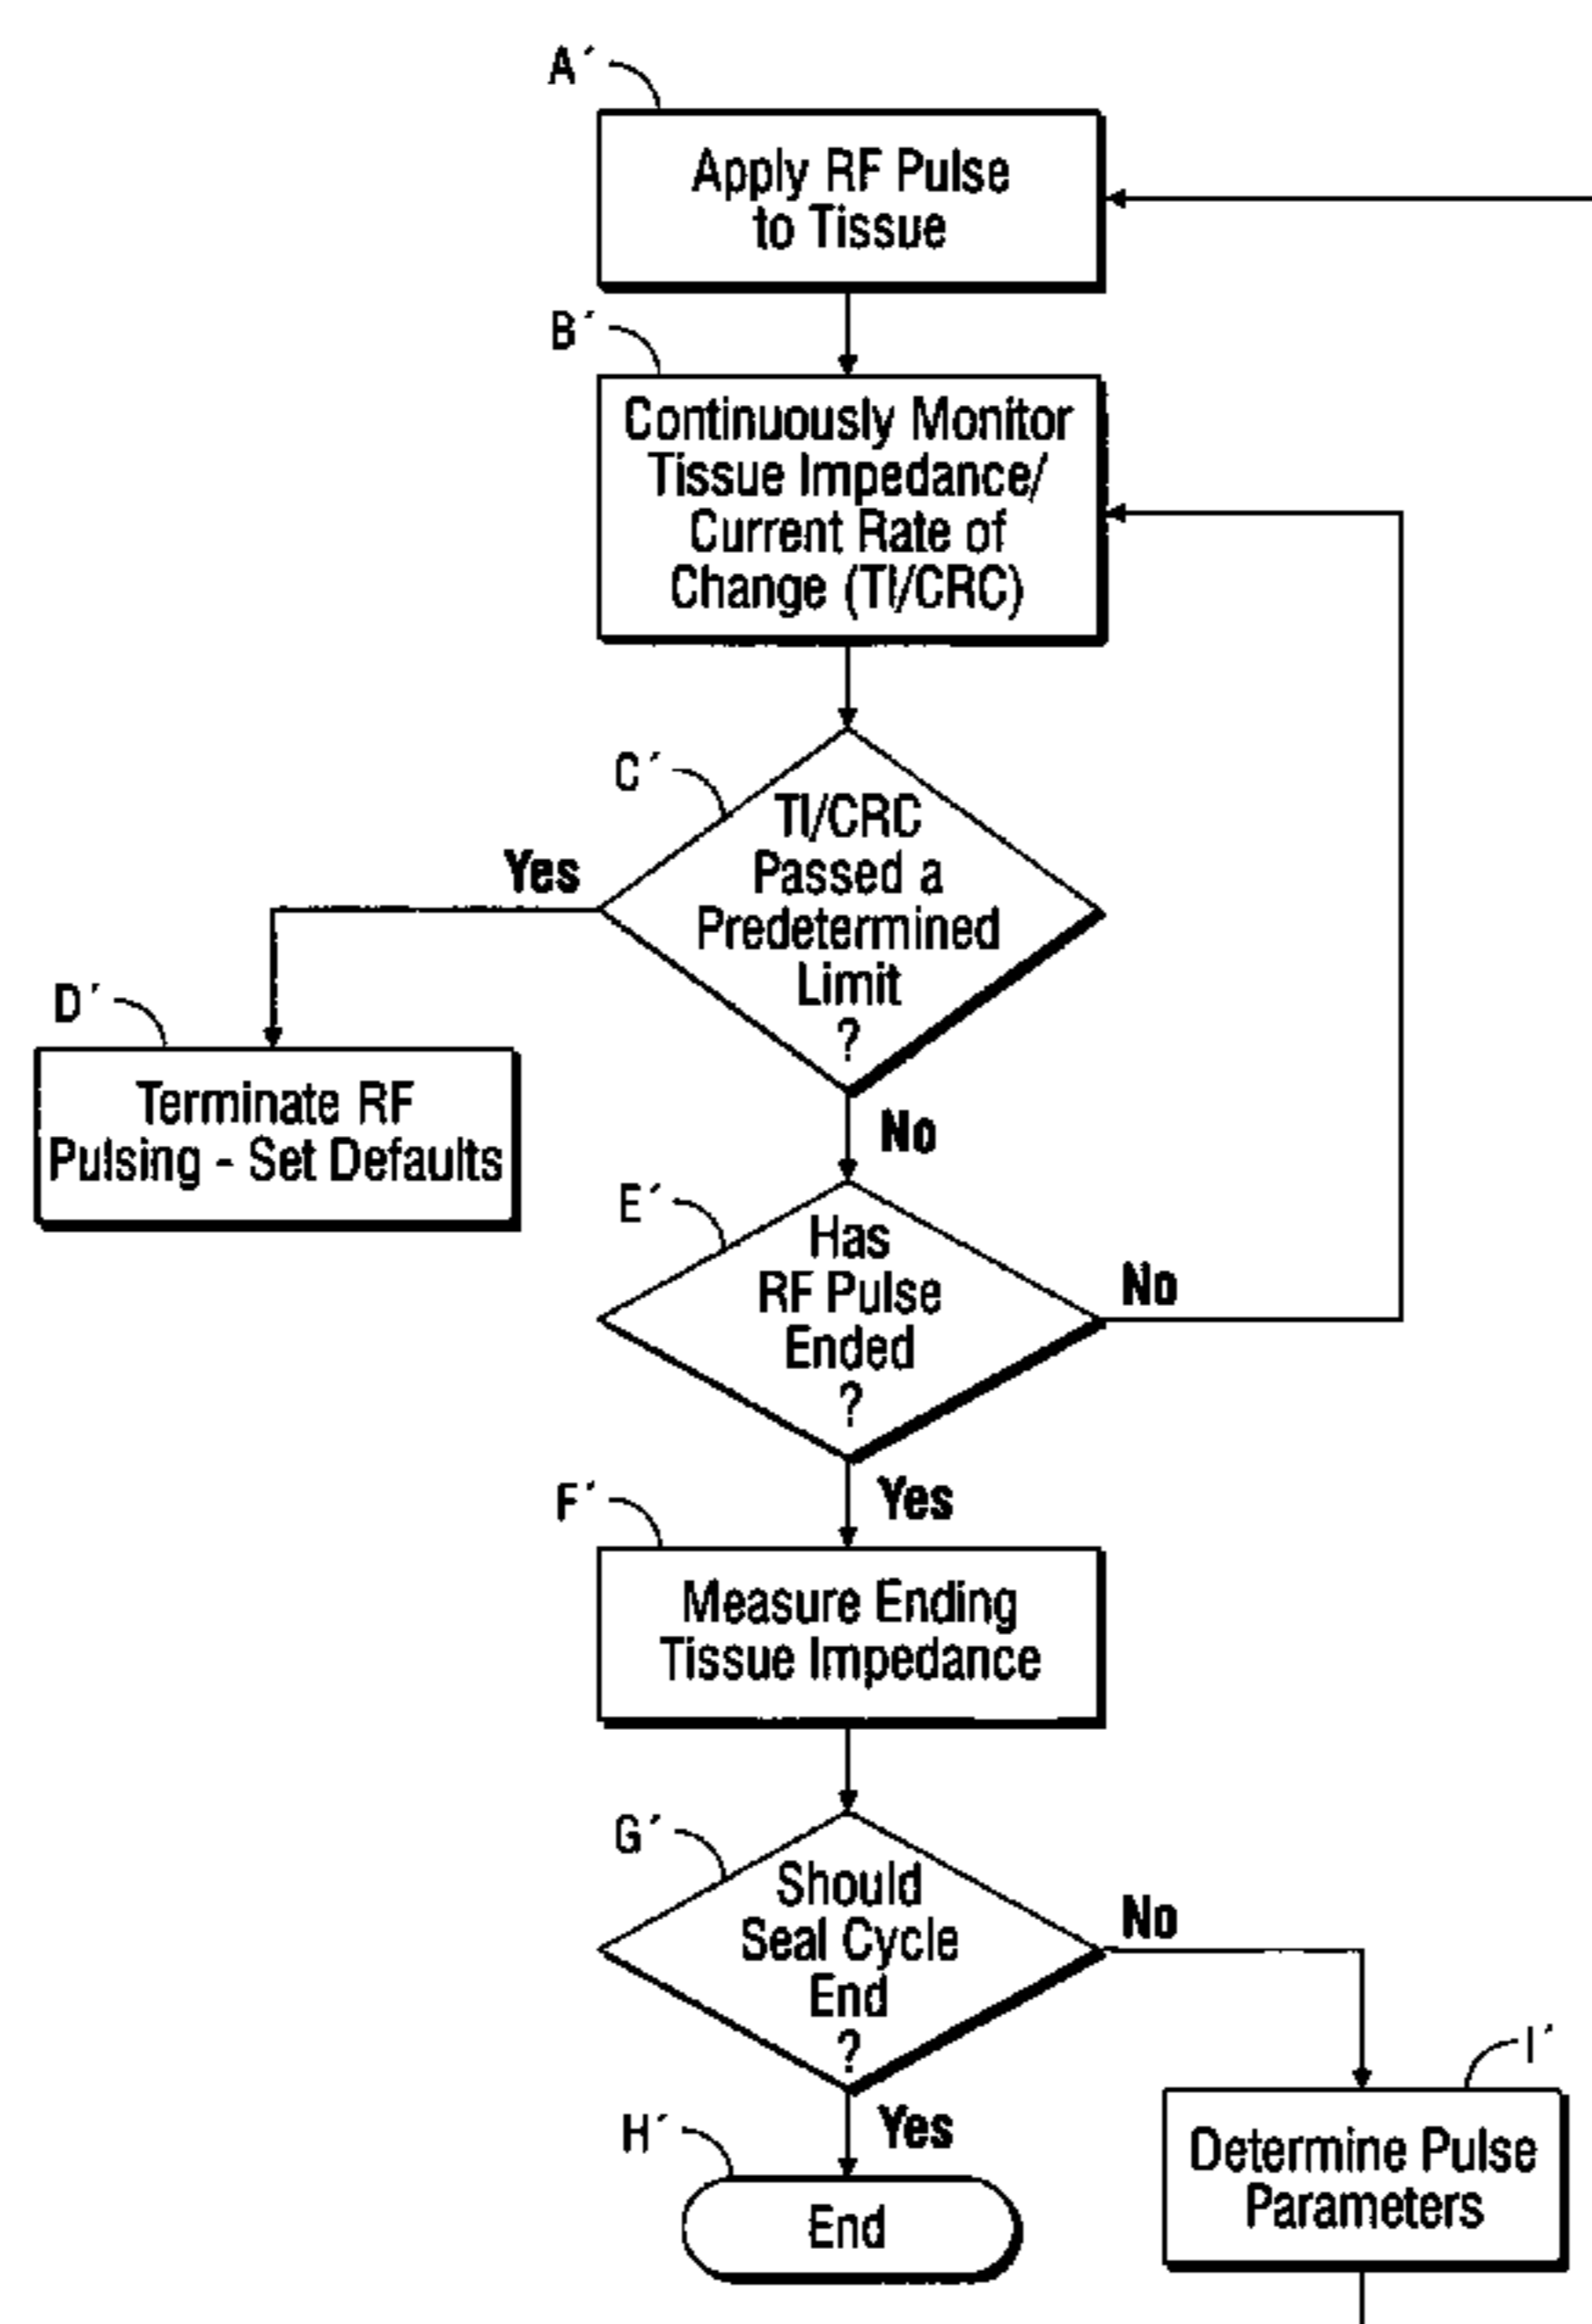 A´
Apply RF Pulse
to Tissue
B´
Continuously Monitor
Tissue Impedance/
Current Rate of
Change (TI/CRC)
C´
TI/CRC
Passed a
Predetermined
Limit
?
Yes
D´
Terminate RF
Pulsing - Set Defaults
No
E´
Has
RF Pulse
Ended
?
No
Yes
F´
Measure Ending
Tissue Impedance
G´
Should
Seal Cycle
End
?
No
I´
Determine Pulse
Parameters
Yes
H´
End